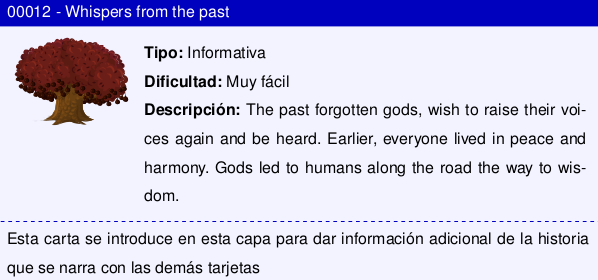 00012 - Whispers from the past
Tipo: Informativa
Dificultad: Muy fácil
Descripción: The past forgotten gods, wish to raise their voi-
ces again and be heard. Earlier, everyone lived in peace and
harmony. Gods led to humans along the road the way to wis-
dom.
Esta carta se introduce en esta capa para dar información adicional de la historia
que se narra con las demás tarjetas